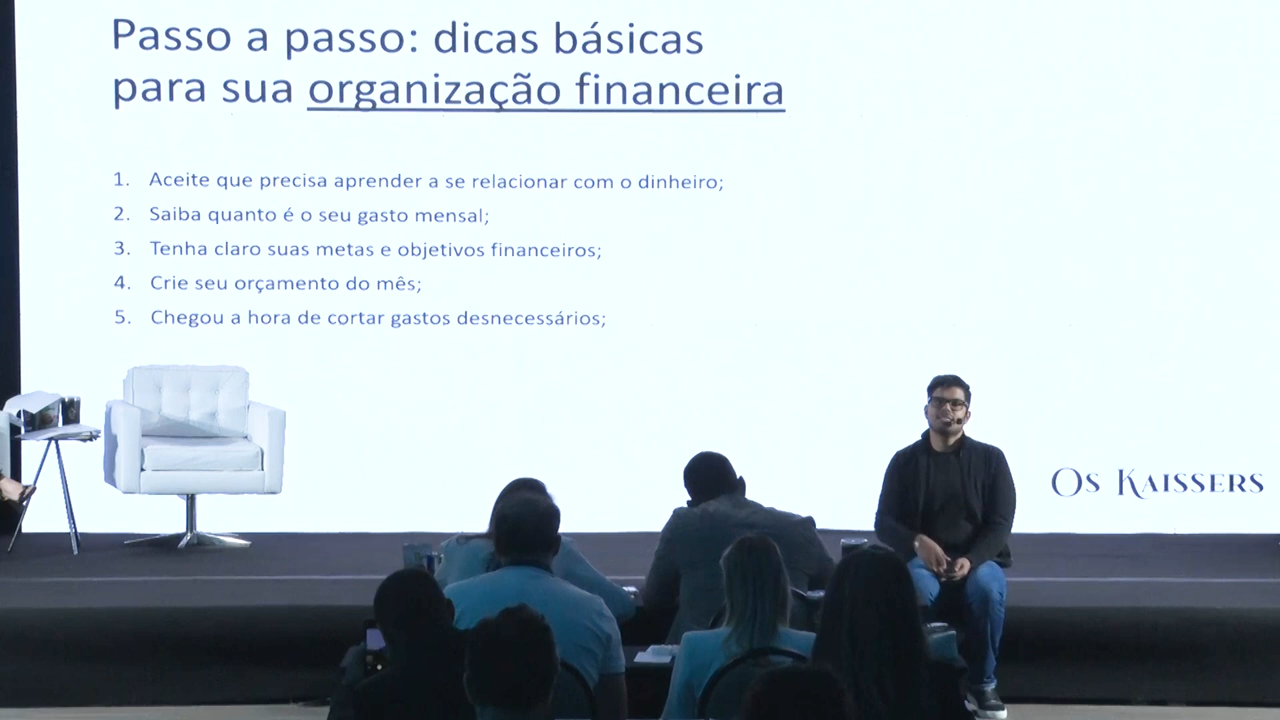 Passo a passo: dicas básicas
para sua organização financeira
1. Aceite que precisa aprender a se relacionar com o dinheiro;
2. Saiba quanto é o seu gasto mensal;
3. Tenha claro suas metas e objetivos financeiros;
4. Crie seu orçamento do mês;
5. Chegou a hora de cortar gastos desnecessários;
Os Kaissers